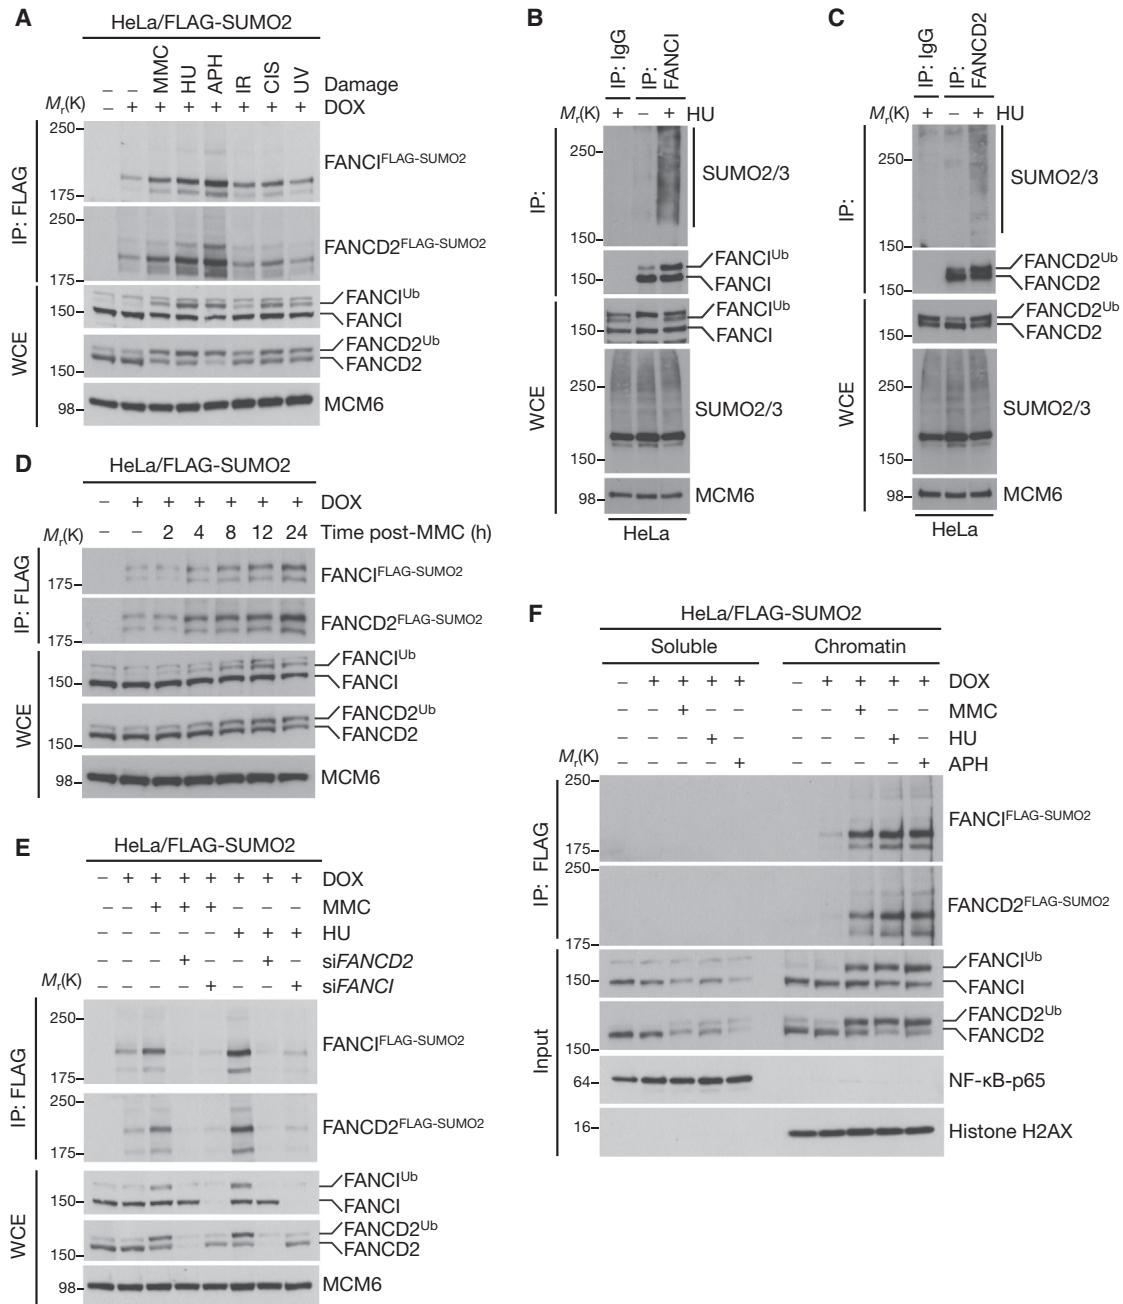 A
HeLa/FLAG-SUMO2
– – MMC HU APH IR CIS UV Damage
– + + + + + + + DOX
Mr(K)
IP: FLAG
250
FANCI^FLAG-SUMO2
175
250
FANCD2^FLAG-SUMO2
175
WCE
FANCI^Ub
150
FANCI
FANCD2^Ub
FANCD2
150
98
MCM6
B
IP: IgG
IP: FANCI
Mr(K) + – + HU
IP:
250
SUMO2/3
150
FANCI^Ub
150
FANCI
WCE
FANCI^Ub
150
FANCI
250
SUMO2/3
150
98
MCM6
HeLa
C
IP: IgG
IP: FANCD2
Mr(K) + – + HU
IP:
250
SUMO2/3
150
FANCD2^Ub
150
FANCD2
WCE
FANCD2^Ub
150
FANCD2
250
SUMO2/3
150
98
MCM6
HeLa
D
HeLa/FLAG-SUMO2
– + + + + + + DOX
– – 2 4 8 12 24 Time post-MMC (h)
Mr(K)
IP: FLAG
FANCI^FLAG-SUMO2
175
FANCD2^FLAG-SUMO2
175
WCE
FANCI^Ub
150
FANCI
FANCD2^Ub
FANCD2
150
98
MCM6
E
HeLa/FLAG-SUMO2
– + + + + + + + DOX
– – + + + – – – MMC
– – – – – + + + HU
– – – + – – + – siFANCD2
– – – – + – – + siFANCI
Mr(K)
IP: FLAG
250
FANCI^FLAG-SUMO2
175
250
FANCD2^FLAG-SUMO2
175
WCE
FANCI^Ub
150
FANCI
FANCD2^Ub
FANCD2
150
98
MCM6
F
HeLa/FLAG-SUMO2
Soluble Chromatin
– + + + + – + + + + DOX
– – + – – – – + – – MMC
– – – + – – – – + – HU
– – – – + – – – – + APH
Mr(K)
IP: FLAG
250
FANCI^FLAG-SUMO2
175
250
FANCD2^FLAG-SUMO2
175
Input
FANCI^Ub
150
FANCI
FANCD2^Ub
FANCD2
150
64
NF-κB-p65
16
Histone H2AX